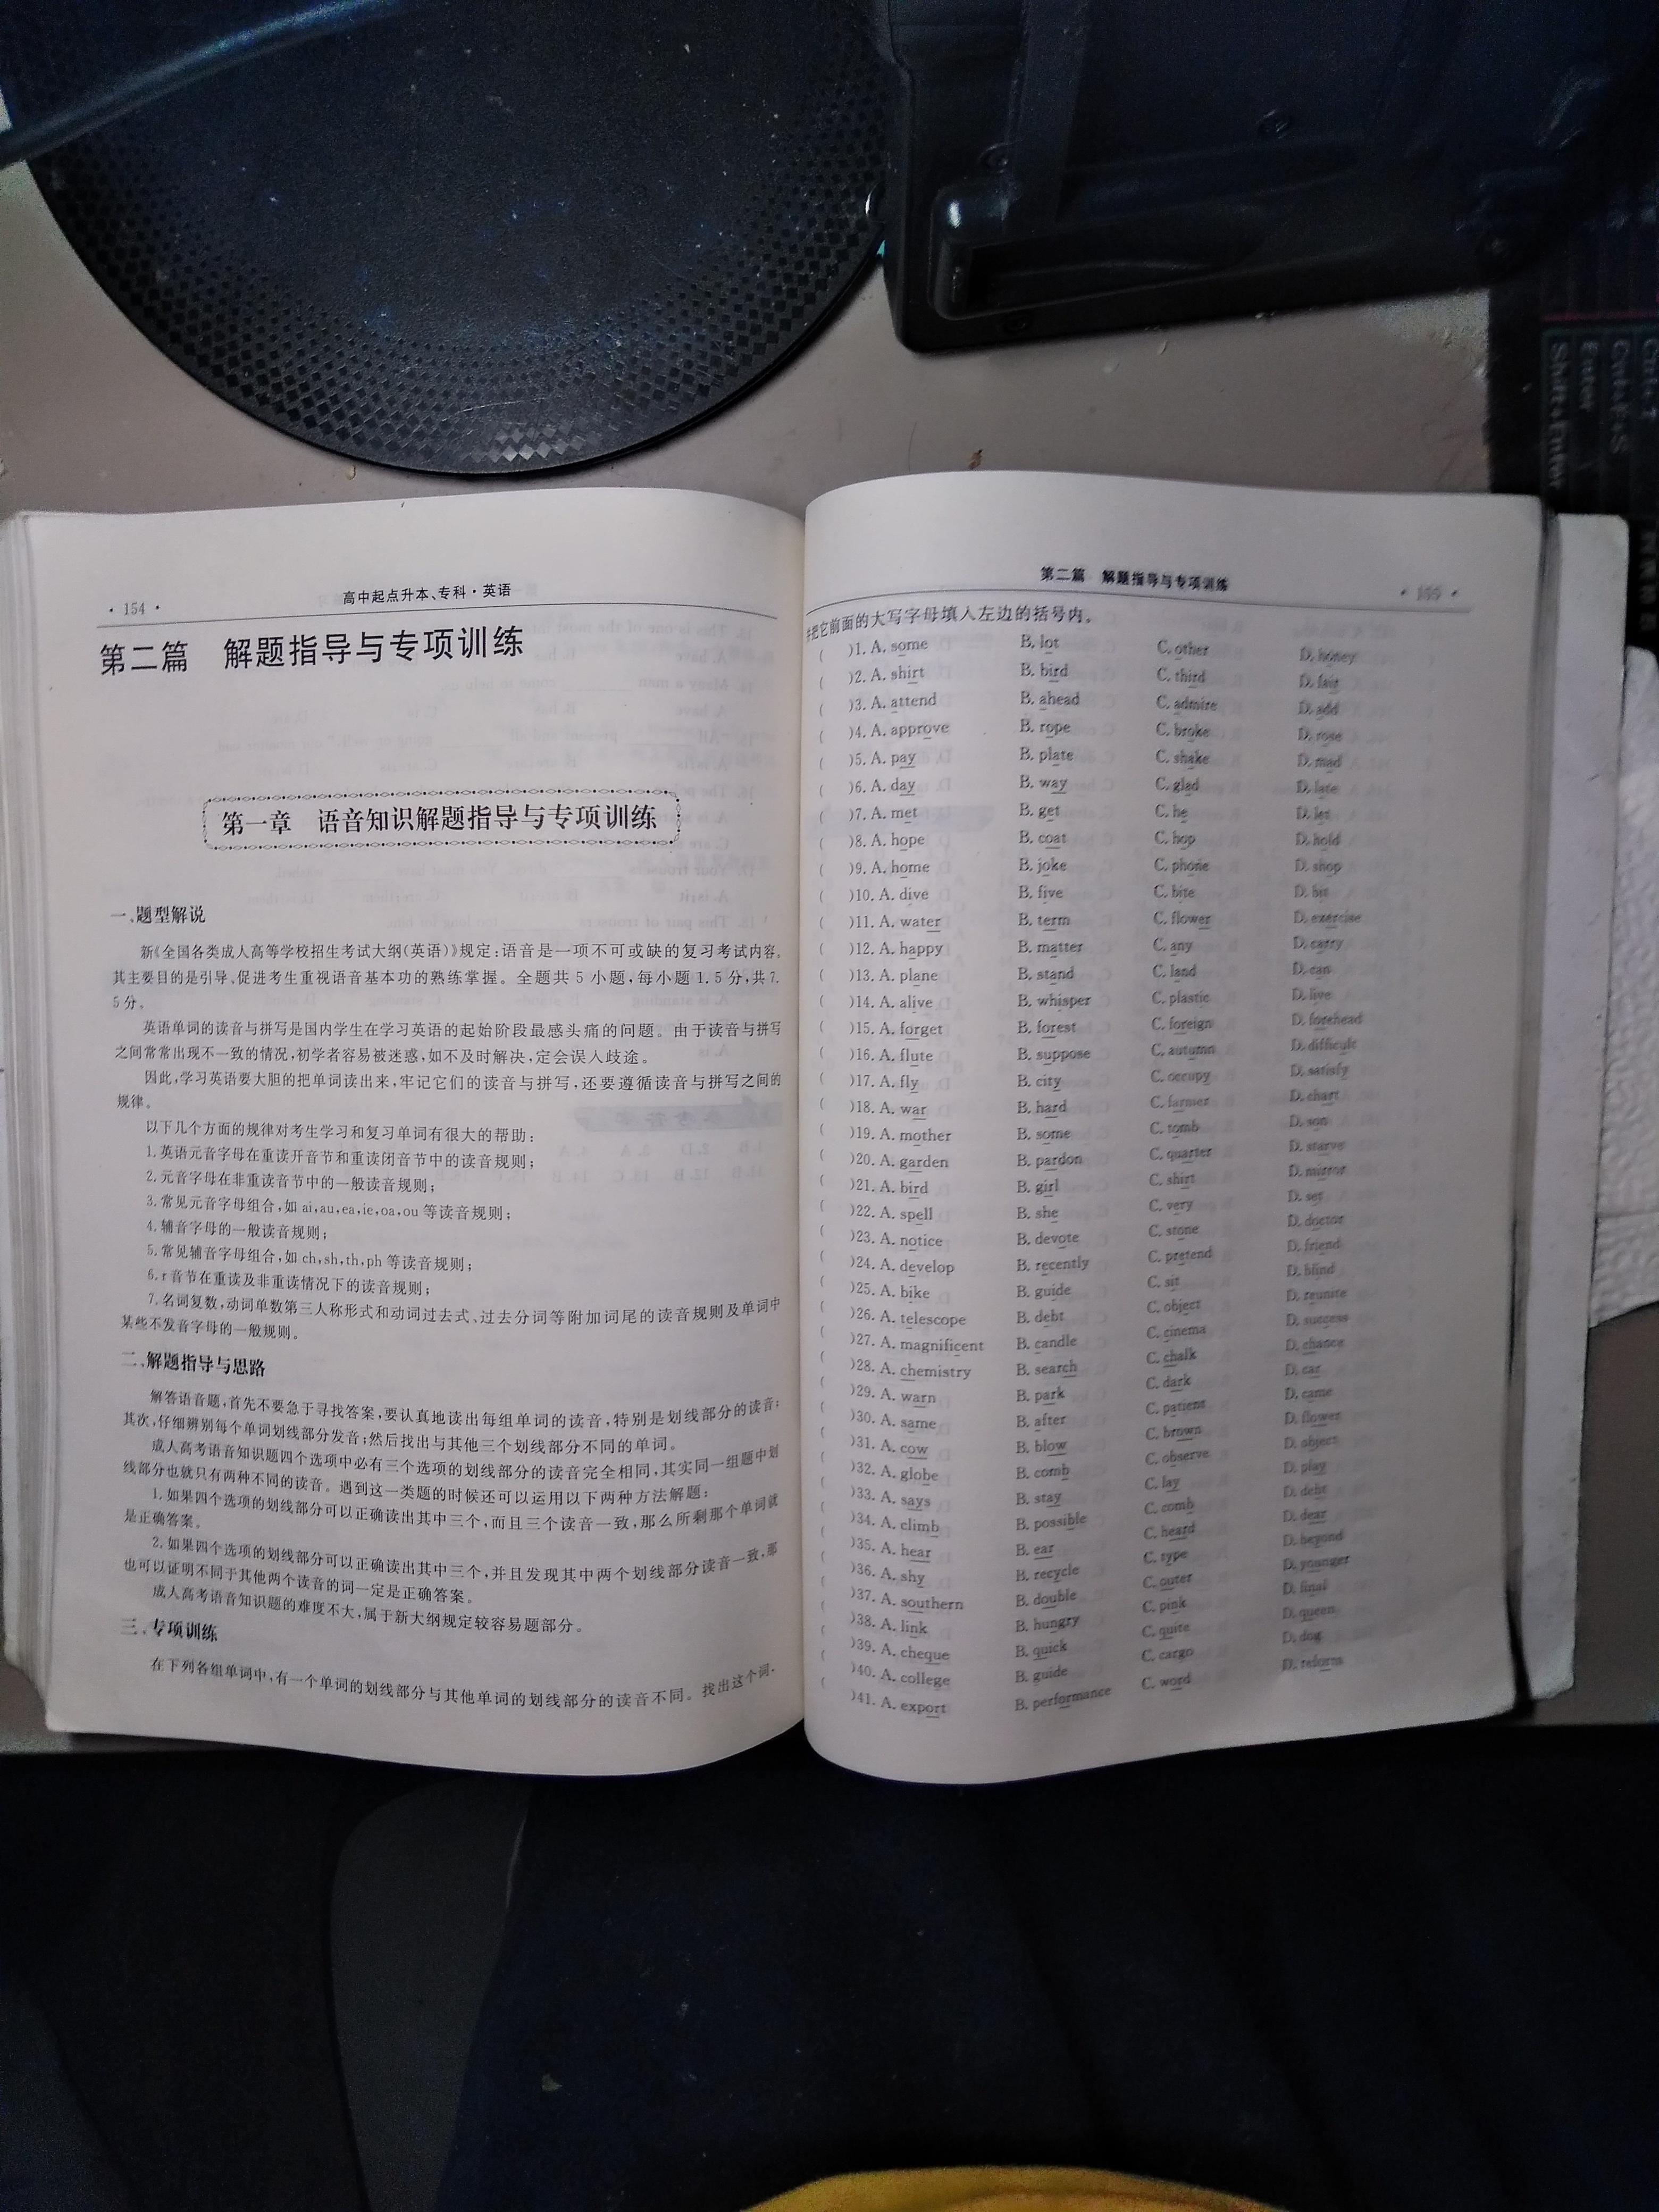 · 154 ·
高中起点升本、专科·英语
第二篇 解题指导与专项训练
第一章 语音知识解题指导与专项训练
一、题型解说
新《全国各类成人高等学校招生考试大纲(英语)》规定:语音是一项不可或缺的复习考试内容。
其主要目的是引导、促进考生重视语音基本功的熟练掌握。全题共 5 小题,每小题 1.5 分,共 7.
5 分。
英语单词的读音与拼写是国内学生在学习英语的起始阶段最感头痛的问题。由于读音与拼写
之间常常出现不一致的情况,初学者容易被迷惑,如不及时解决,定会误入歧途。
因此,学习英语要大胆的把单词读出来,牢记它们的读音与拼写,还要遵循读音与拼写之间的
规律。
以下几个方面的规律对考生学习和复习单词有很大的帮助:
1.英语元音字母在重读开音节和重读闭音节中的读音规则;
2.元音字母在非重读音节中的一般读音规则;
3.常见元音字母组合,如 ai,au,ea,ie,oa,ou 等读音规则;
4.辅音字母的一般读音规则;
5.常见辅音字母组合,如 ch,sh,th,ph 等读音规则;
6.r 音节在重读及非重读情况下的读音规则;
7.名词复数,动词单数第三人称形式和动词过去式、过去分词等附加词尾的读音规则及单词中
某些不发音字母的一般规则。
二、解题指导与思路
解答语音题,首先不要急于寻找答案,要认真地读出每组单词的读音,特别是划线部分的读音;
其次,仔细辨别每个单词划线部分发音;然后找出与其他三个划线部分不同的单词。
成人高考语音知识题四个选项中必有三个选项的划线部分的读音完全相同,其实同一组题中划
线部分也就只有两种不同的读音。遇到这一类题的时候还可以运用以下两种方法解题:
1.如果四个选项的划线部分可以正确读出其中三个,而且三个读音一致,那么所剩那个单词就
是正确答案。
2.如果四个选项的划线部分可以正确读出其中三个,并且发现其中两个划线部分读音一致,那
也可以证明不同于其他两个读音的词一定是正确答案。
成人高考语音知识题的难度不大,属于新大纲规定较容易题部分。
三、专项训练
在下列各组单词中,有一个单词的划线部分与其他单词的划线部分的读音不同。找出这个词,
第二篇 解题指导与专项训练
并把它前面的大写字母填入左边的括号内。
( )1. A. some B. lot C. other D. honey
( )2. A. shirt B. bird C. third D. fair
( )3. A. attend B. ahead C. admire D. add
( )4. A. approve B. rope C. broke D. rose
( )5. A. pay B. plate C. shake D. mad
( )6. A. day B. way C. glad D. late
( )7. A. met B. get C. he D. let
( )8. A. hope B. coat C. hop D. hold
( )9. A. home B. joke C. phone D. shop
( )10. A. dive B. five C. bite D. bit
( )11. A. water B. term C. flower D. exercise
( )12. A. happy B. matter C. any D. carry
( )13. A. plane B. stand C. land D. can
( )14. A. alive B. whisper C. plastic D. live
( )15. A. forget B. forest C. foreign D. forehead
( )16. A. flute B. suppose C. autumn D. difficult
( )17. A. fly B. city C. occupy D. satisfy
( )18. A. war B. hard C. farmer D. chart
( )19. A. mother B. some C. tomb D. son
( )20. A. garden B. pardon C. quarter D. starve
( )21. A. bird B. girl C. shirt D. mirror
( )22. A. spell B. she C. very D. set
( )23. A. notice B. devote C. stone D. doctor
( )24. A. develop B. recently C. pretend D. friend
( )25. A. bike B. guide C. sit D. blind
( )26. A. telescope B. debt C. object D. reunite
( )27. A. magnificent B. candle C. cinema D. success
( )28. A. chemistry B. search C. chalk D. chance
( )29. A. warn B. park C. dark D. car
( )30. A. same B. after C. patient D. came
( )31. A. cow B. blow C. brown D. flower
( )32. A. globe B. comb C. observe D. object
( )33. A. says B. stay C. lay D. play
( )34. A. climb B. possible C. comb D. debt
( )35. A. hear B. ear C. heard D. dear
( )36. A. shy B. recycle C. type D. beyond
( )37. A. southern B. double C. outer D. younger
( )38. A. link B. hungry C. pink D. final
( )39. A. cheque B. quick C. quite D. queen
( )40. A. college B. guide C. cargo D. dog
( )41. A. export B. performance C. word D. reform